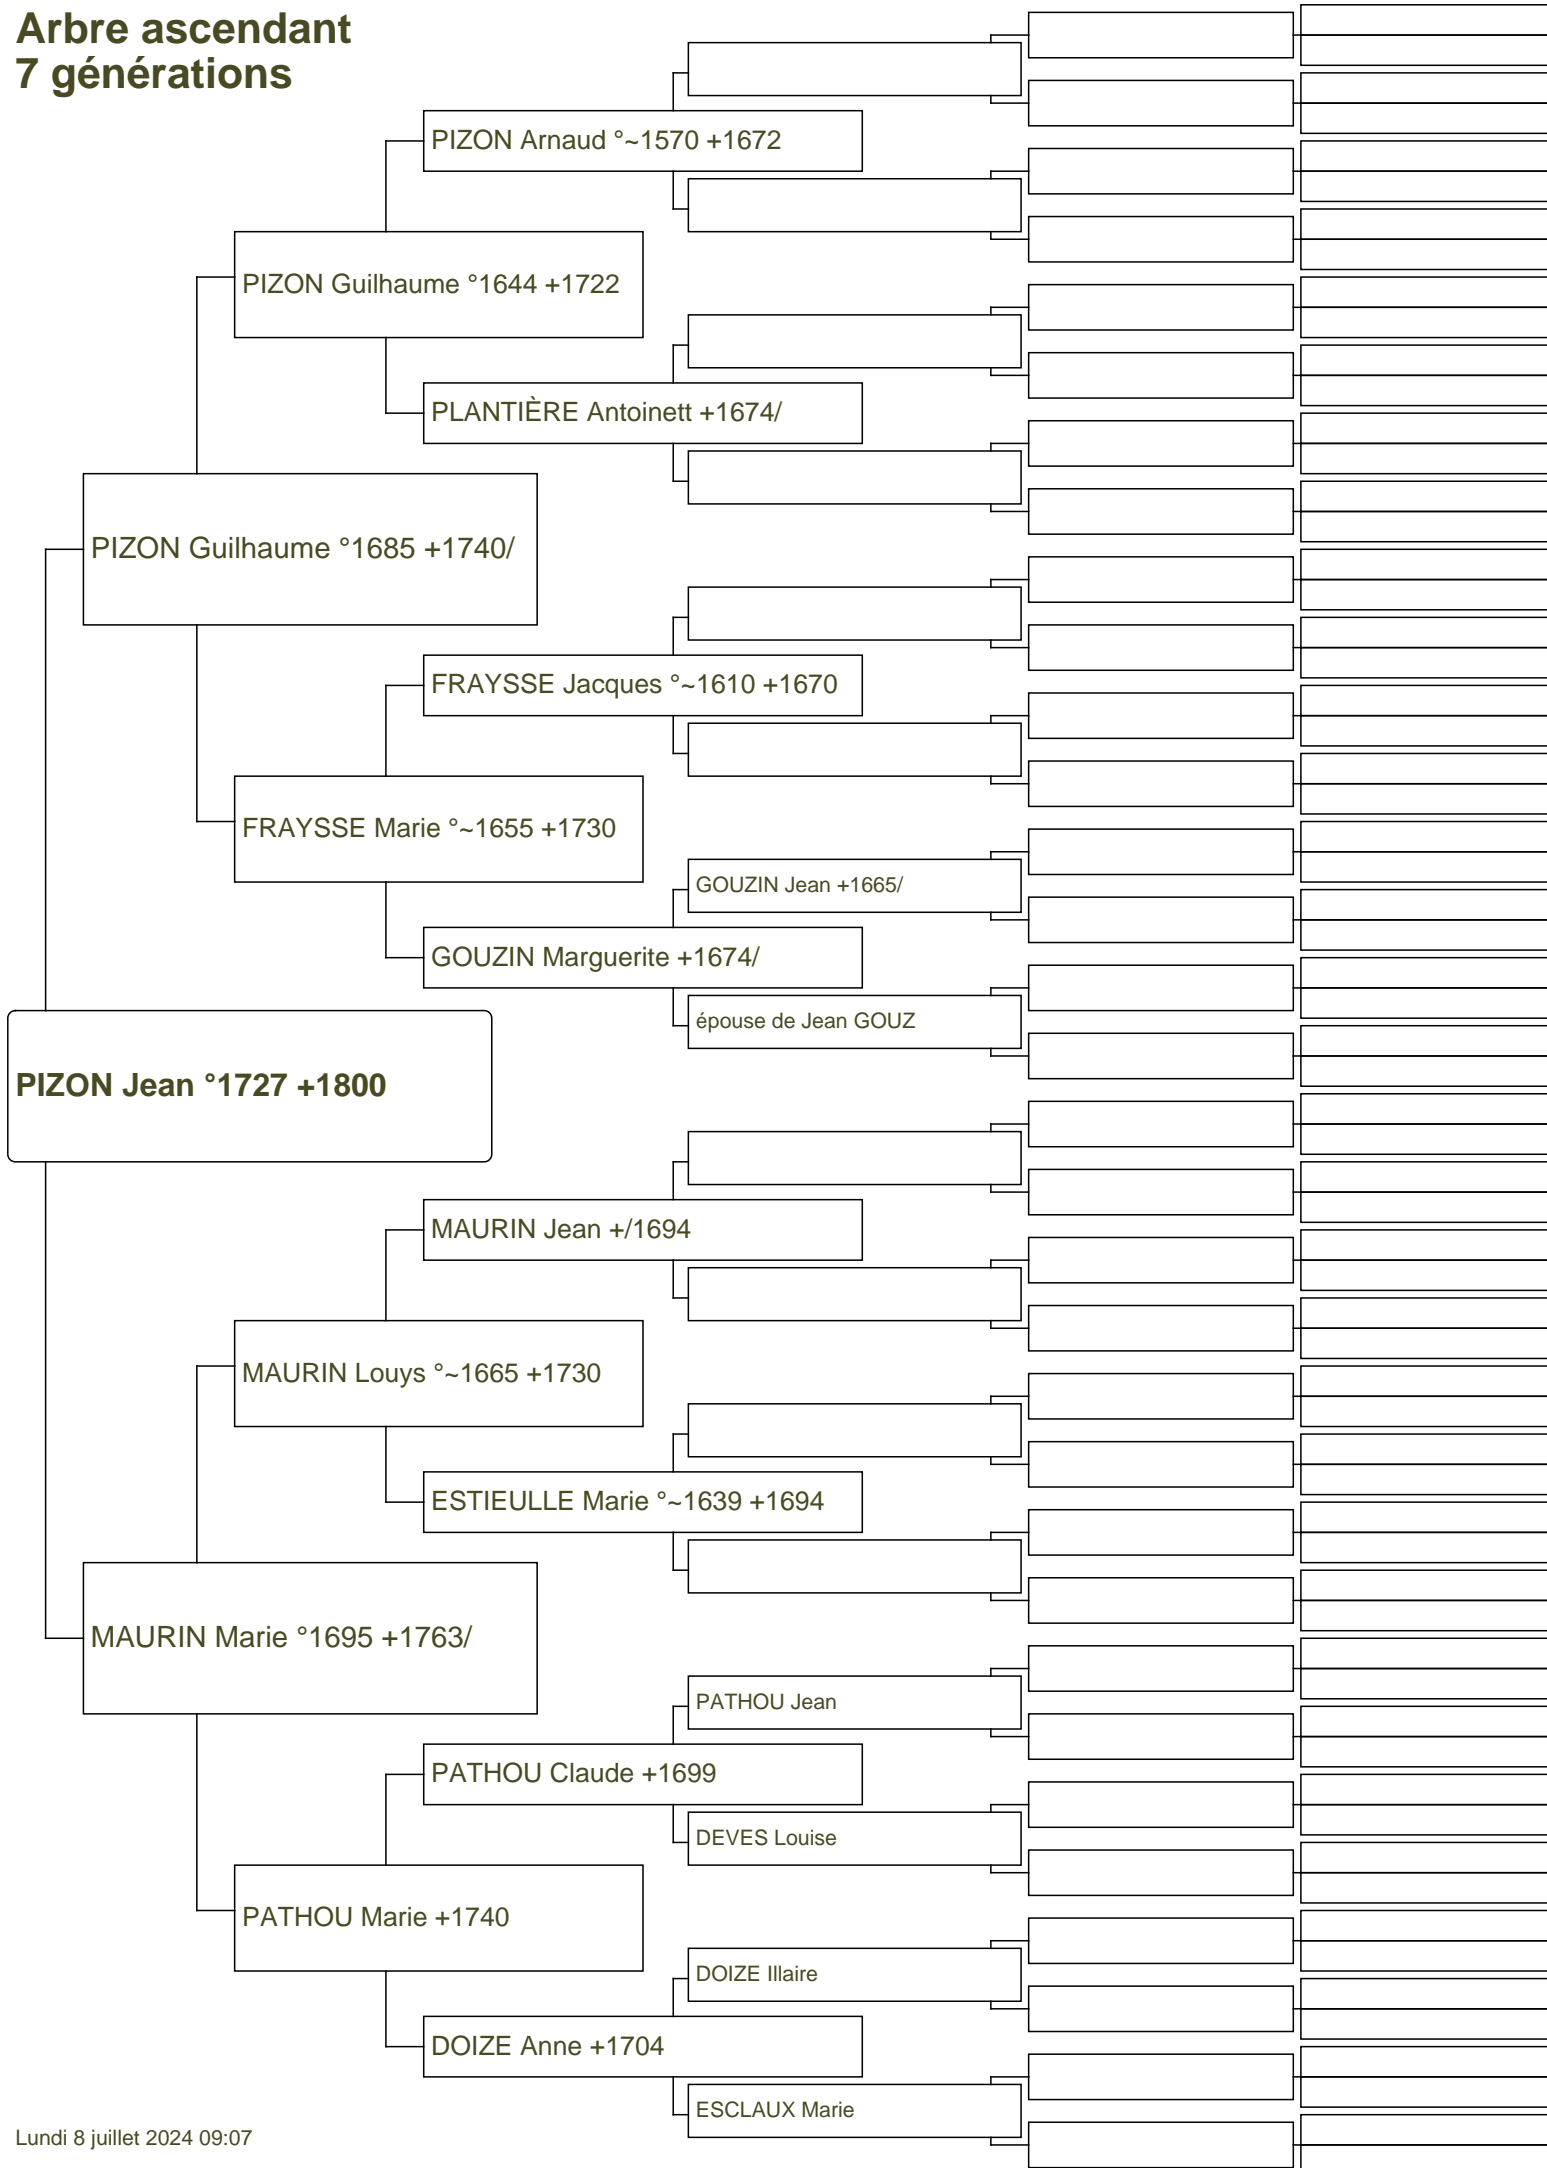 Arbre ascendant
7 générations
PIZON Arnaud °~1570 +1672
PIZON Guilhaume °1644 +1722
PLANTIÈRE Antoinett +1674/
PIZON Guilhaume °1685 +1740/
FRAYSSE Jacques °~1610 +1670
FRAYSSE Marie °~1655 +1730
GOUZIN Jean +1665/
GOUZIN Marguerite +1674/
épouse de Jean GOUZ
PIZON Jean °1727 +1800
MAURIN Jean +/1694
MAURIN Louys °~1665 +1730
ESTIEULLE Marie °~1639 +1694
MAURIN Marie °1695 +1763/
PATHOU Jean
PATHOU Claude +1699
DEVES Louise
PATHOU Marie +1740
DOIZE Illaire
DOIZE Anne +1704
ESCLAUX Marie
Lundi 8 juillet 2024 09:07